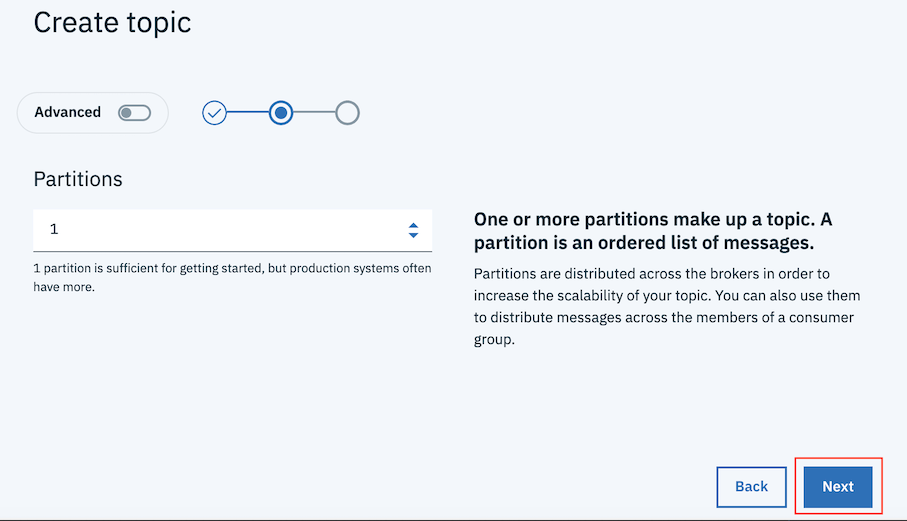 Create topic
Advanced
Partitions
1
1 partition is sufficient for getting started, but production systems often
have more.
One or more partitions make up a topic. A
partition is an ordered list of messages.
Partitions are distributed across the brokers in order to
increase the scalability of your topic. You can also use them
to distribute messages across the members of a consumer
group.
Back
Next